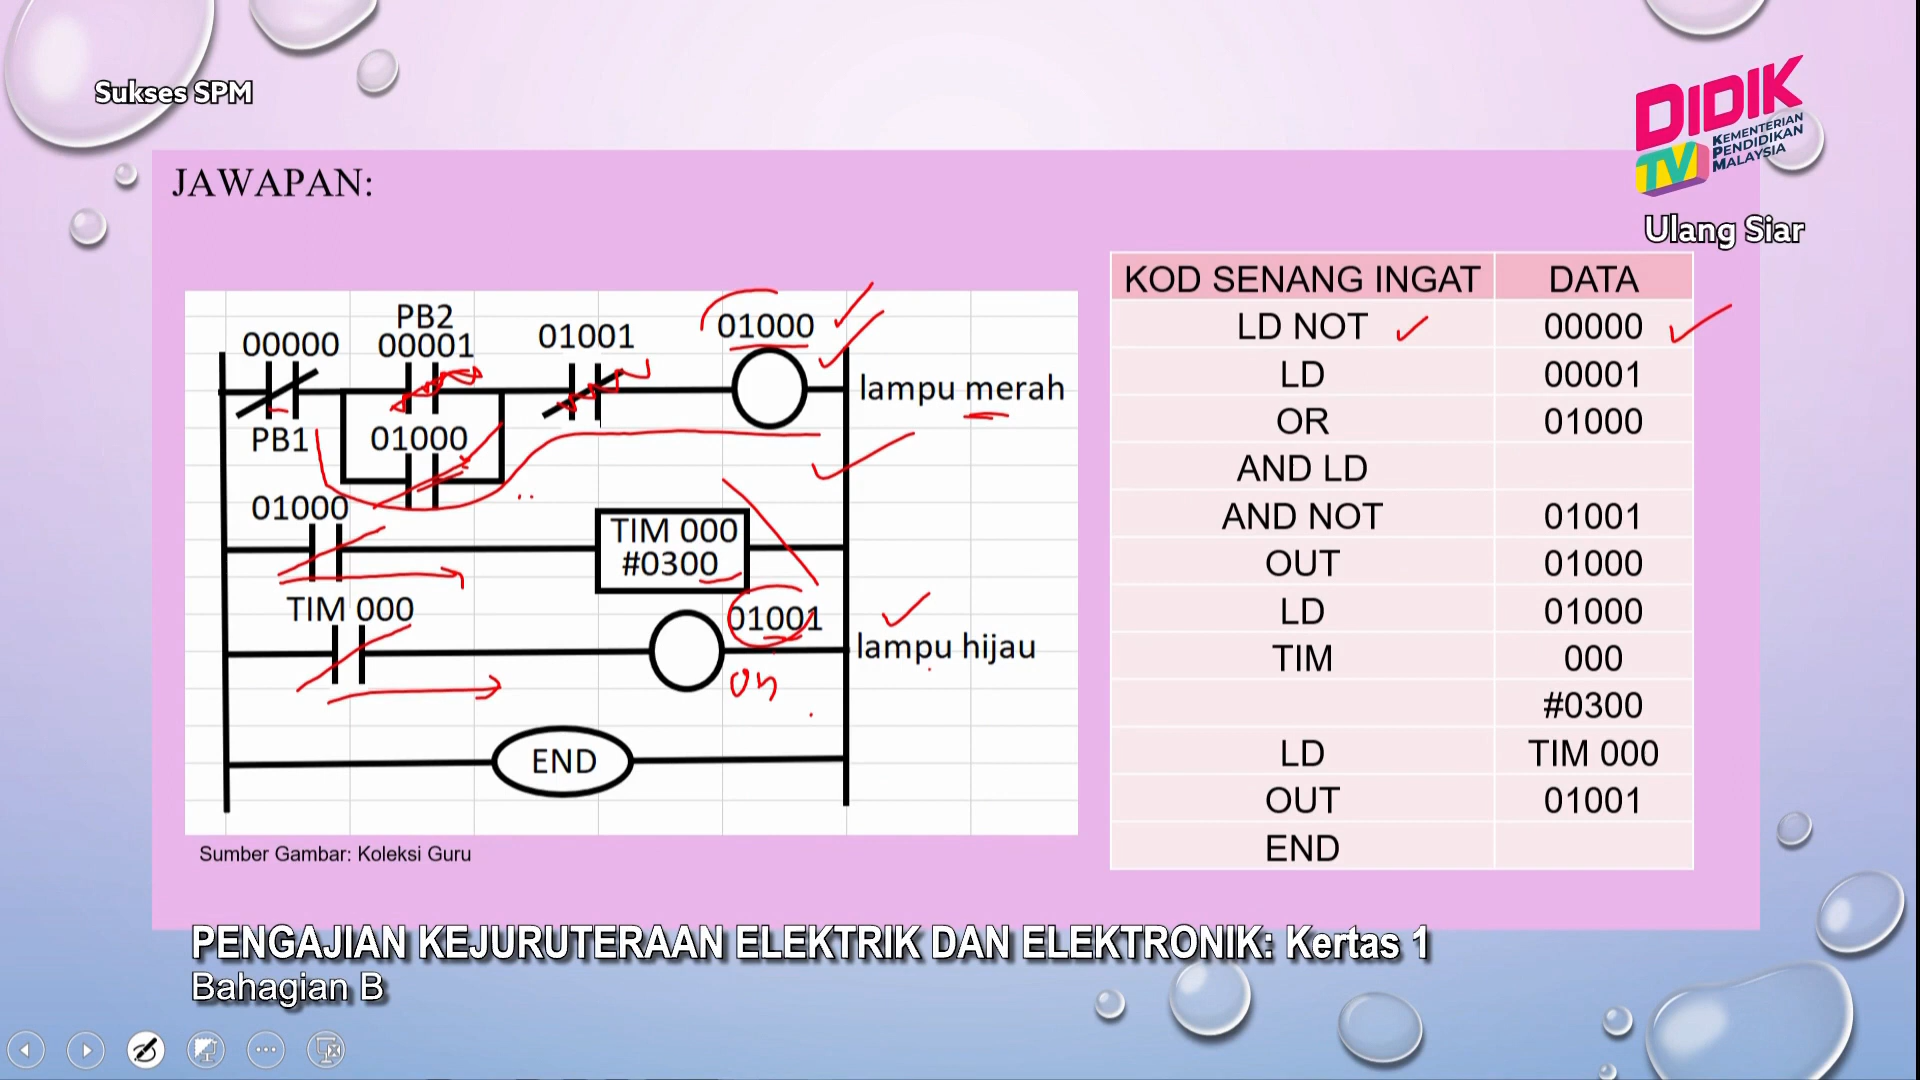 Sukses SPM
DIDIK
TV
KEMENTERIAN
PENDIDIKAN
MALAYSIA
Ulang Siar
JAWAPAN:
PB2
00000 00001 01001 01000
lampu merah
PB1 01000
01000
TIM 000
#0300
TIM 000 01001
lampu hijau
on
END
Sumber Gambar: Koleksi Guru
KOD SENANG INGAT DATA
LD NOT 00000
LD 00001
OR 01000
AND LD
AND NOT 01001
OUT 01000
LD 01000
TIM 000
#0300
LD TIM 000
OUT 01001
END
PENGAJIAN KEJURUTERAAN ELEKTRIK DAN ELEKTRONIK: Kertas 1
Bahagian B